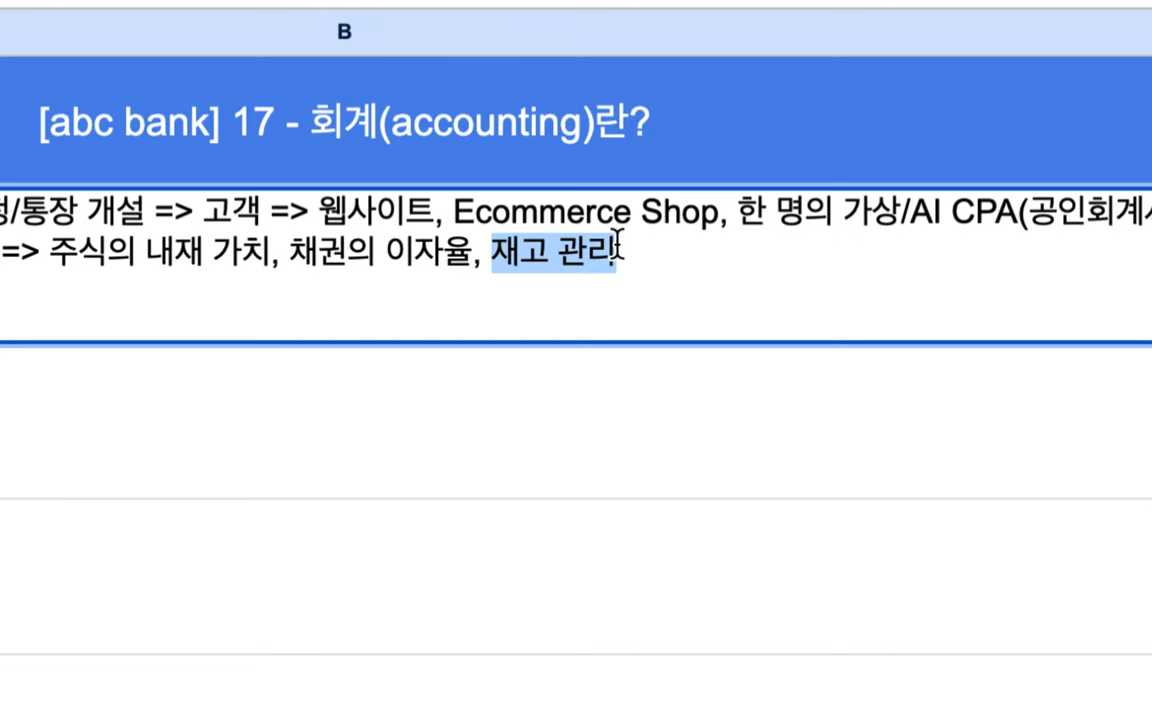 B
[abc bank] 17 - 회계(accounting)란?
/통장 개설 => 고객 => 웹사이트, Ecommerce Shop, 한 명의 가상/AI CPA(공인회계
=> 주식의 내재 가치, 채권의 이자율, 재고 관리